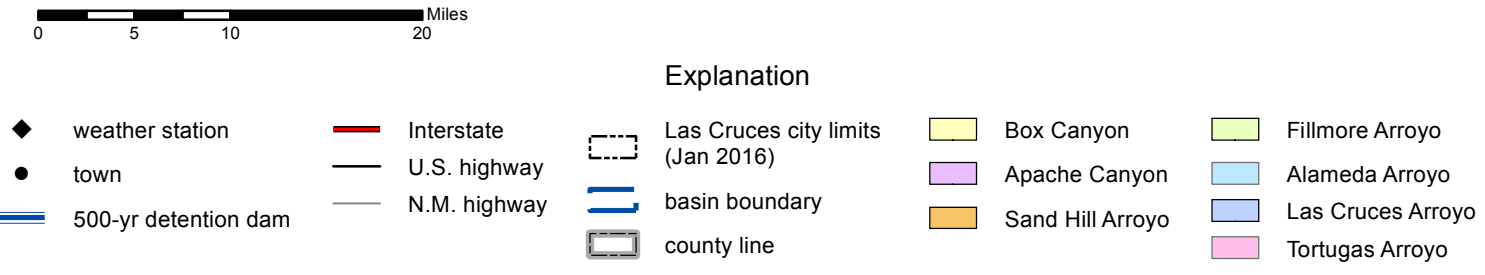 Miles
0 5 10 20
Explanation
weather station
town
500-yr detention dam
Interstate
U.S. highway
N.M. highway
Las Cruces city limits
(Jan 2016)
basin boundary
county line
Box Canyon
Apache Canyon
Sand Hill Arroyo
Fillmore Arroyo
Alameda Arroyo
Las Cruces Arroyo
Tortugas Arroyo